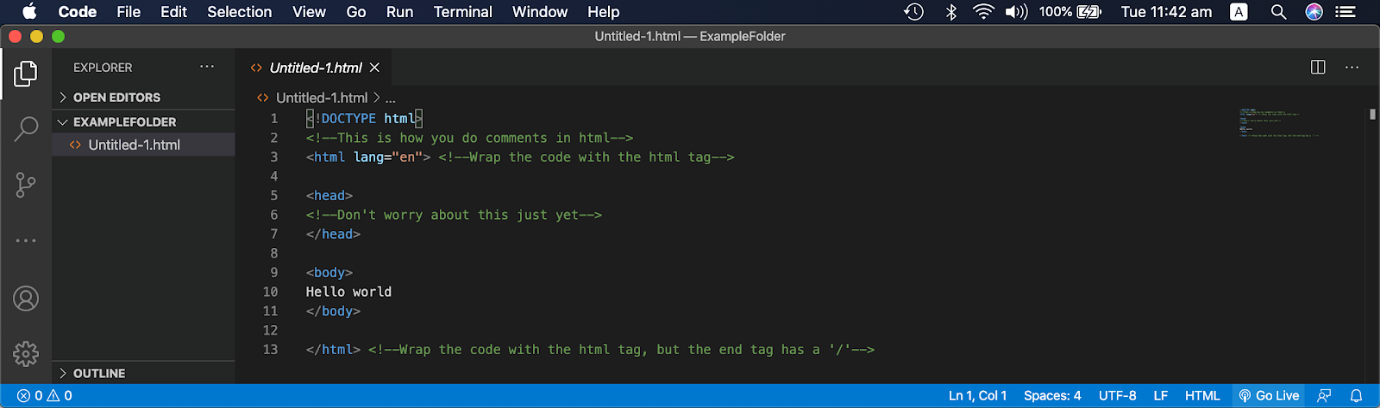 Code File Edit Selection View Go Run Terminal Window Help 100% Tue 11:42 am A
Untitled-1.html — ExampleFolder
EXPLORER ...
OPEN EDITORS
EXAMPLEFOLDER
<> Untitled-1.html
OUTLINE
<> Untitled-1.html ×
<> Untitled-1.html > ...
1 <!DOCTYPE html>
2 <!--This is how you do comments in html-->
3 <html lang="en"> <!--Wrap the code with the html tag-->
4
5 <head>
6 <!--Don't worry about this just yet-->
7 </head>
8
9 <body>
10 Hello world
11 </body>
12
13 </html> <!--Wrap the code with the html tag, but the end tag has a '/'-->
0 0 Ln 1, Col 1 Spaces: 4 UTF-8 LF HTML Go Live